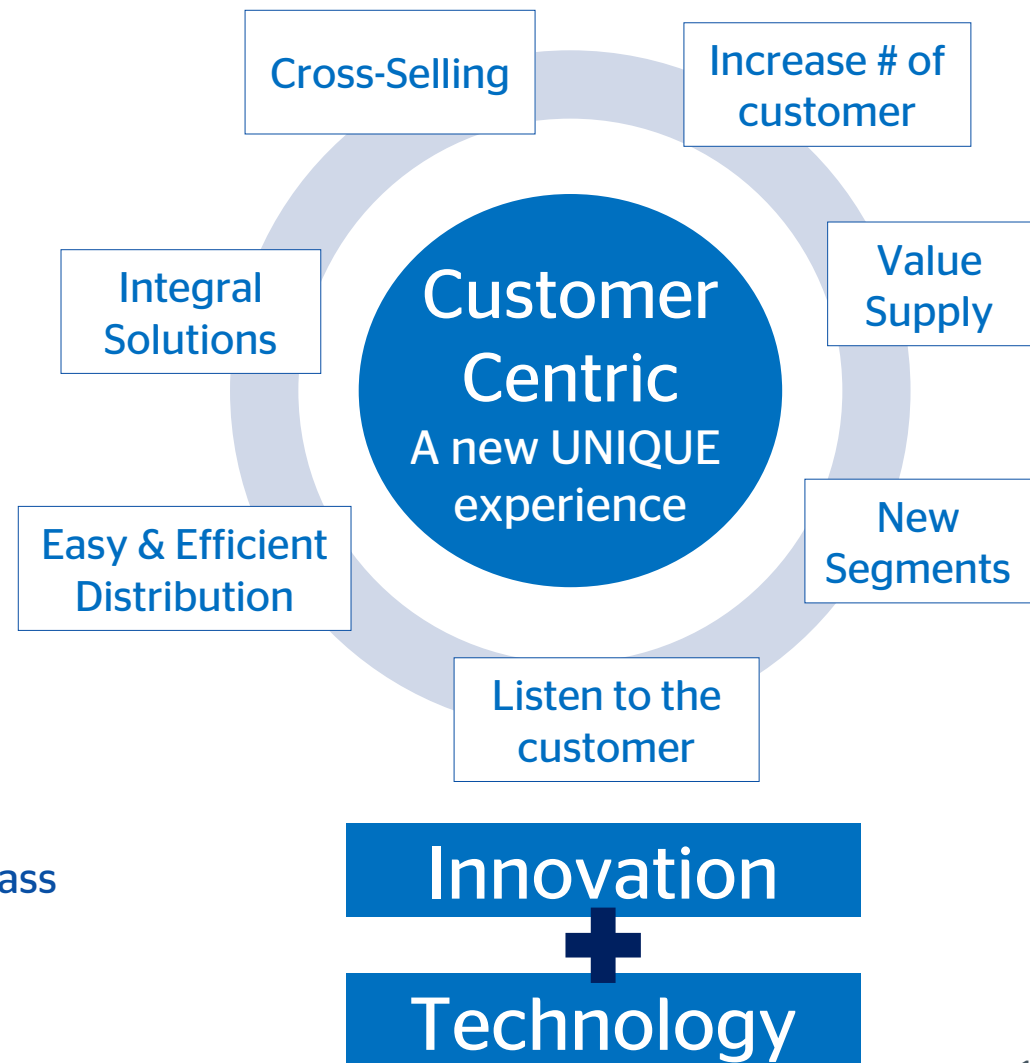 Cross-Selling
Increase # of
customer
Integral
Solutions
Customer
Centric
A new UNIQUE
experience
Value
Supply
Easy & Efficient
Distribution
New
Segments
Listen to the
customer
ass
Innovation
Technology